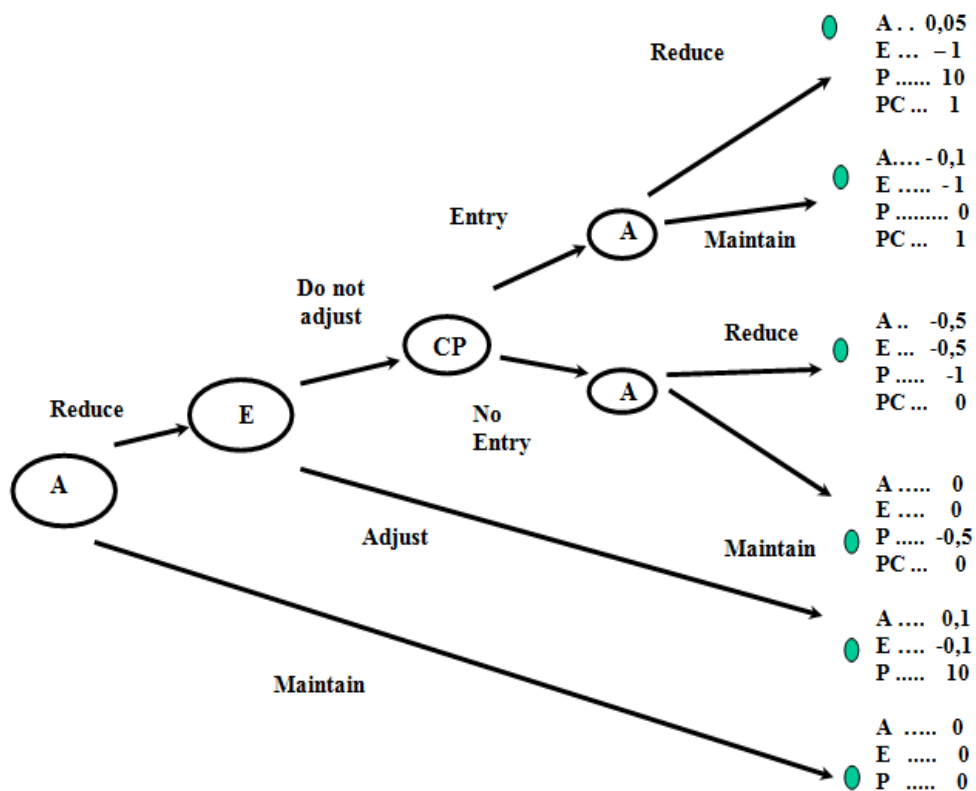 A . . 0,05
E ... – 1
P ...... 10
PC ... 1
Reduce
A.... - 0,1
E ..... - 1
P ......... 0
PC ... 1
Entry
A
Maintain
Do not
adjust
CP
Reduce
A .. -0,5
E ... -0,5
P ..... -1
PC ... 0
A
No
Entry
Reduce
E
A
A ..... 0
E .... 0
P ..... -0,5
PC ... 0
Adjust
Maintain
A .... 0,1
E .... -0,1
P ..... 10
Maintain
A ..... 0
E ..... 0
P ..... 0